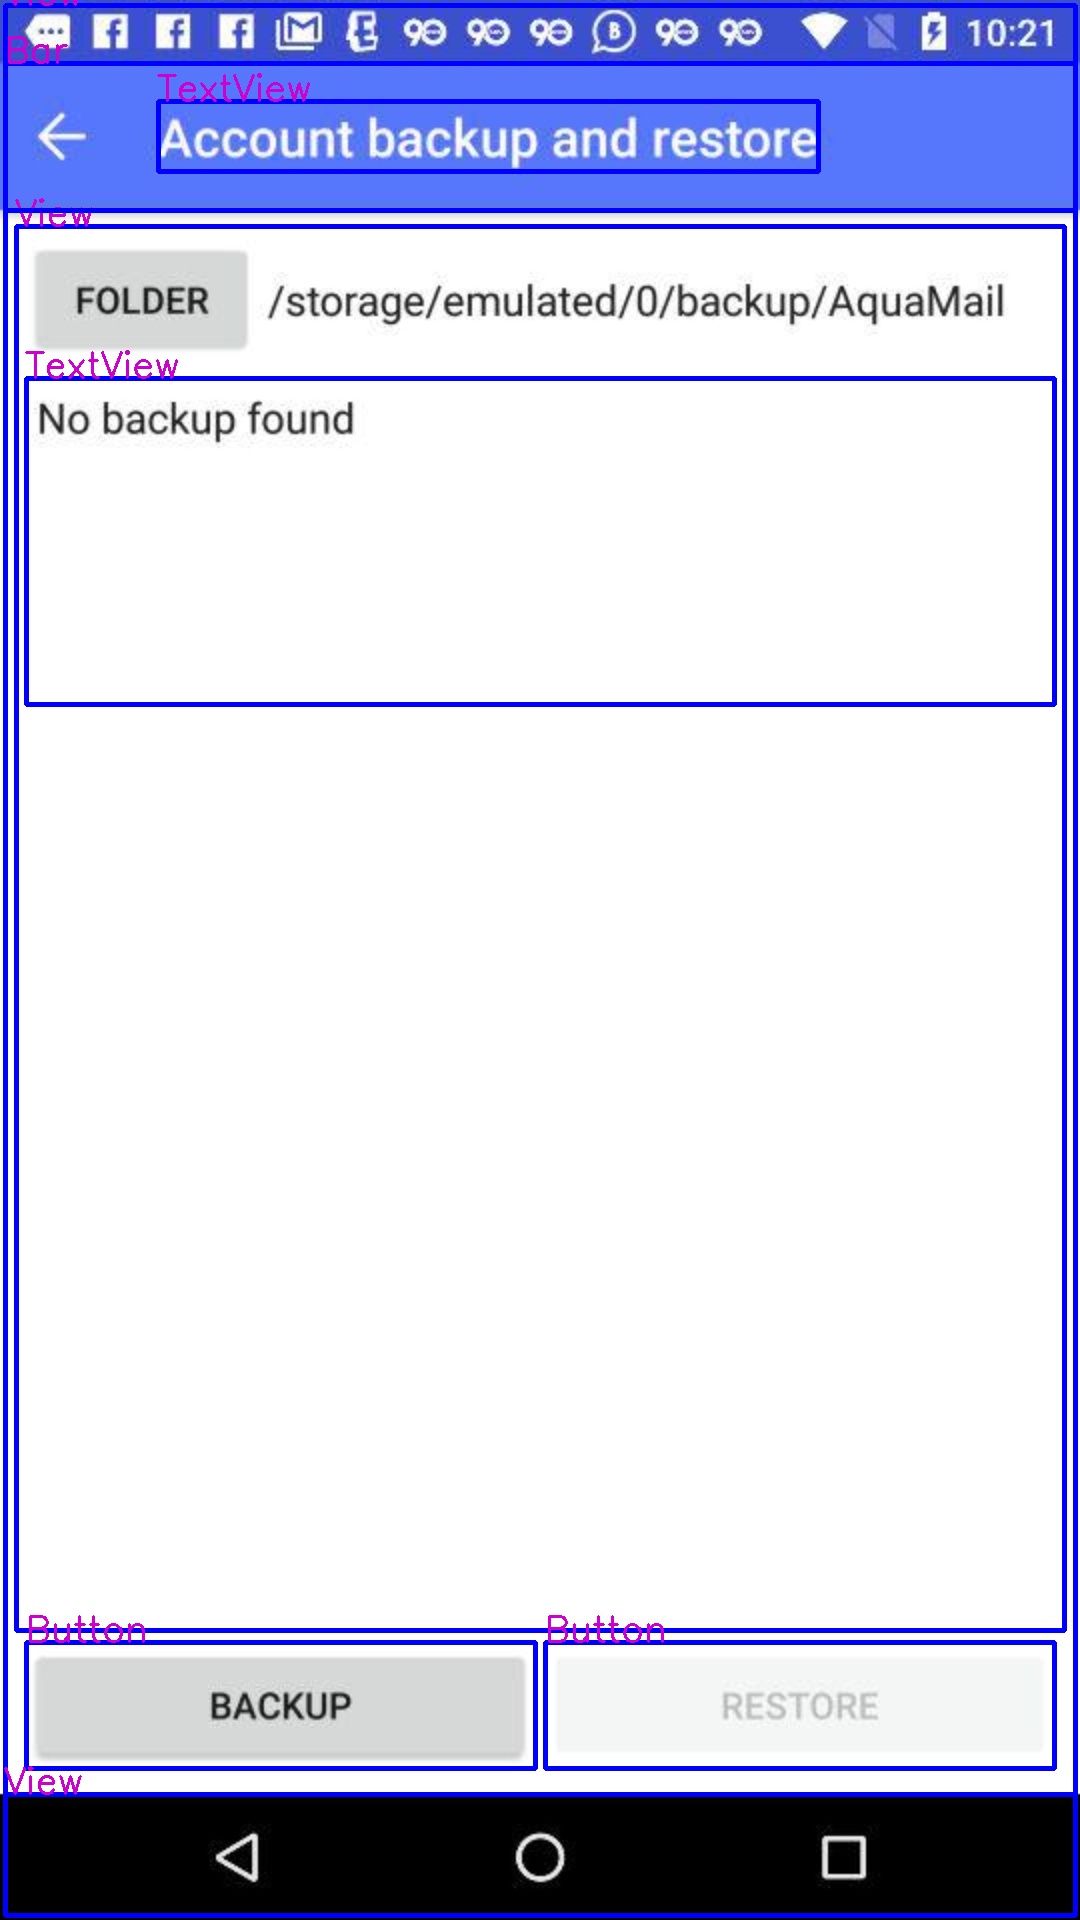 View
10:21
Bar
TextView
Account backup and restore
View
FOLDER /storage/emulated/0/backup/AquaMail
TextView
No backup found
Button Button
BACKUP RESTORE
View